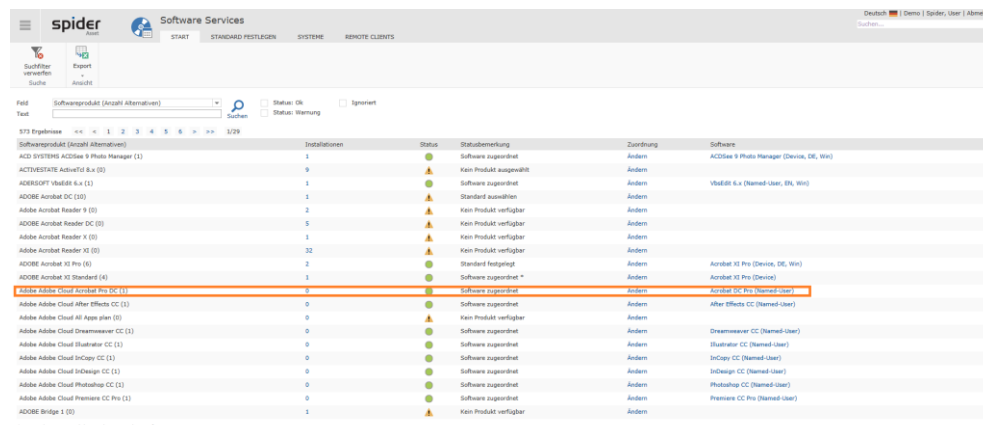 Deutsch | Demo | Spider, User | Abme
spider
Asset
Software Services
Suchen...
START STANDARD FESTLEGEN SYSTEME REMOTE CLIENTS
Suchfilter verwerfen
Export
Suche Ansicht
Feld Softwareprodukt (Anzahl Alternativen) Status: Ok Ignoriert
Text Suchen Status: Warnung
573 Ergebnisse << < 1 2 3 4 5 6 > >> 1/29
Softwareprodukt (Anzahl Alternativen) Installationen Status Statusbemerkung Zuordnung Software
ACD SYSTEMS ACDSee 9 Photo Manager (1) 1 Software zugeordnet Ändern ACDSee 9 Photo Manager (Device, DE, Win)
ACTIVESTATE ActiveTcl 8.x (0) 9 Kein Produkt ausgewählt Ändern
ADERSOFT VbsEdit 6.x (1) 1 Software zugeordnet Ändern VbsEdit 6.x (Named-User, EN, Win)
ADOBE Acrobat DC (10) 1 Standard auswählen Ändern
Adobe Acrobat Reader 9 (0) 2 Kein Produkt verfügbar Ändern
ADOBE Acrobat Reader DC (0) 5 Kein Produkt verfügbar Ändern
Adobe Acrobat Reader X (0) 1 Kein Produkt verfügbar Ändern
Adobe Acrobat Reader XI (0) 32 Kein Produkt verfügbar Ändern
ADOBE Acrobat XI Pro (6) 2 Standard festgelegt Ändern Acrobat XI Pro (Device, DE, Win)
ADOBE Acrobat XI Standard (4) 1 Software zugeordnet * Ändern Acrobat XI Pro (Device)
Adobe Adobe Cloud Acrobat Pro DC (1) 0 Software zugeordnet Ändern Acrobat DC Pro (Named-User)
Adobe Adobe Cloud After Effects CC (1) 0 Software zugeordnet Ändern After Effects CC (Named-User)
Adobe Adobe Cloud All Apps plan (0) 0 Kein Produkt verfügbar Ändern
Adobe Adobe Cloud Dreamweaver CC (1) 0 Software zugeordnet Ändern Dreamweaver CC (Named-User)
Adobe Adobe Cloud Illustrator CC (1) 0 Software zugeordnet Ändern Illustrator CC (Named-User)
Adobe Adobe Cloud InCopy CC (1) 0 Software zugeordnet Ändern InCopy CC (Named-User)
Adobe Adobe Cloud InDesign CC (1) 0 Software zugeordnet Ändern InDesign CC (Named-User)
Adobe Adobe Cloud Photoshop CC (1) 0 Software zugeordnet Ändern Photoshop CC (Named-User)
Adobe Adobe Cloud Premiere CC Pro (1) 0 Software zugeordnet Ändern Premiere CC Pro (Named-User)
ADOBE Bridge 1 (0) 1 Kein Produkt verfügbar Ändern